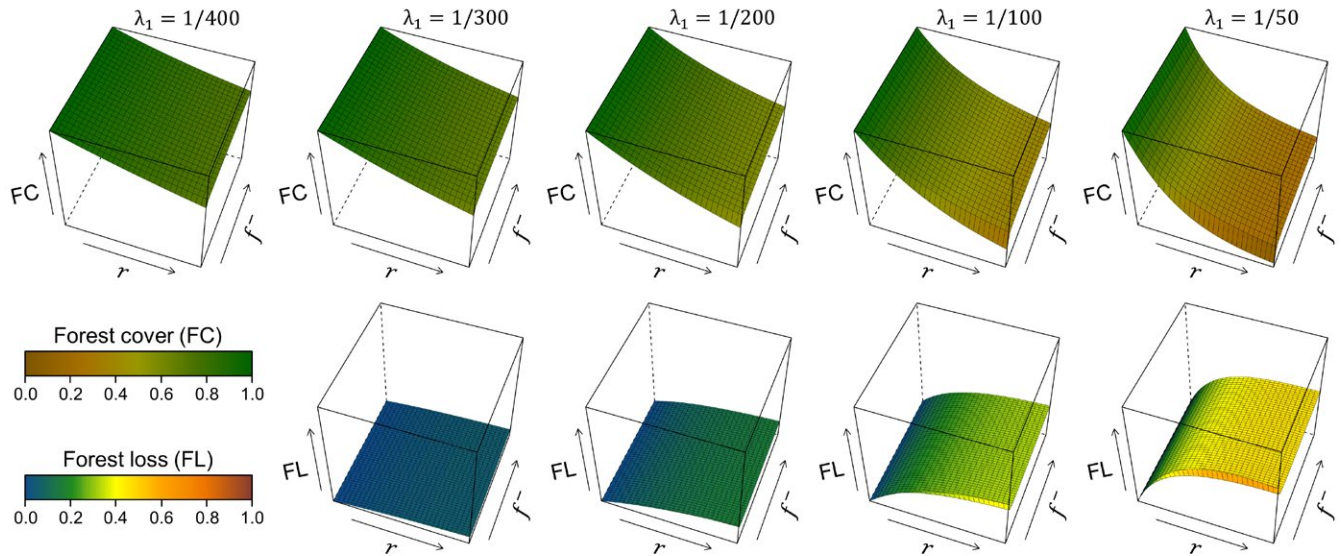 λ₁ = 1/400 λ₁ = 1/300 λ₁ = 1/200 λ₁ = 1/100 λ₁ = 1/50
FC FC FC FC FC
r f⁻ r f⁻ r f⁻ r f⁻ r f⁻
Forest cover (FC)
0.0 0.2 0.4 0.6 0.8 1.0
Forest loss (FL)
0.0 0.2 0.4 0.6 0.8 1.0
FL FL FL FL
r f⁻ r f⁻ r f⁻ r f⁻